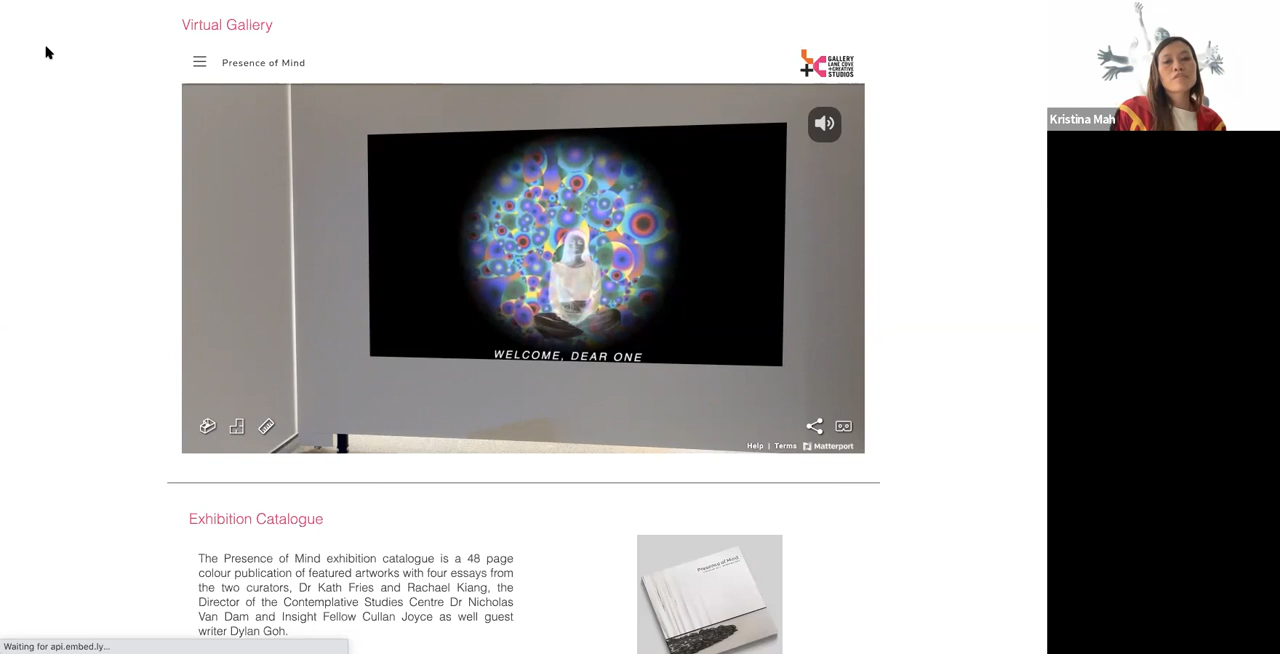 Virtual Gallery
Presence of Mind
GALLERY
LANE COVE
+CREATIVE
STUDIOS
Kristina Mah
WELCOME, DEAR ONE
Help | Terms
Matterport
Exhibition Catalogue
The Presence of Mind exhibition catalogue is a 48 page
colour publication of featured artworks with four essays from
the two curators, Dr Kath Fries and Rachael Kiang, the
Director of the Contemplative Studies Centre Dr Nicholas
Van Dam and Insight Fellow Cullan Joyce as well guest
writer Dylan Goh.
Presence of Mind
Waiting for api.embed.ly...